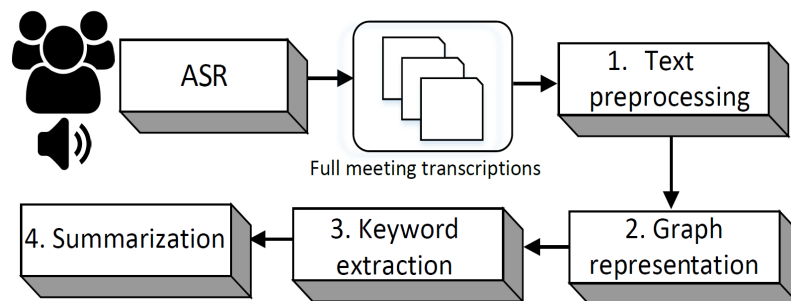 ASR
Full meeting transcriptions
1. Text
preprocessing
2. Graph
representation
3. Keyword
extraction
4. Summarization